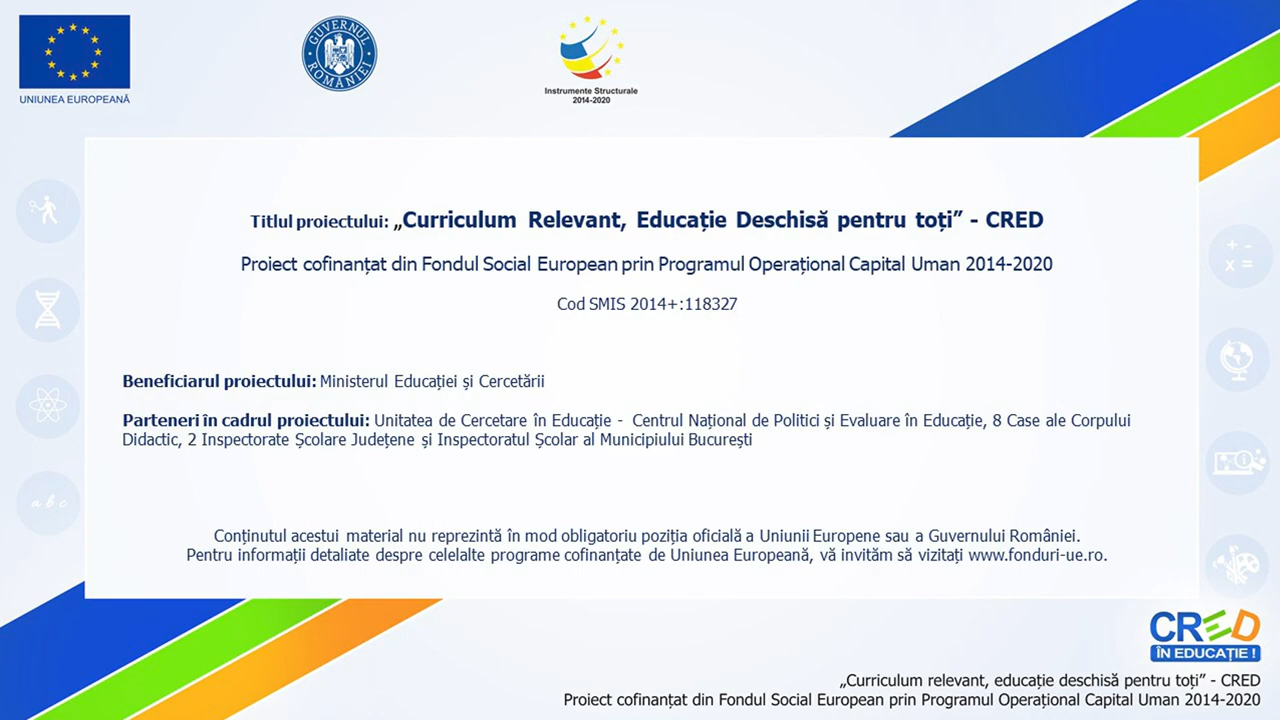 UNIUNEA EUROPEANĂ
GUVERNUL ROMÂNIEI
Instrumente Structurale
2014-2020
Titlul proiectului: „Curriculum Relevant, Educație Deschisă pentru toți” - CRED
Proiect cofinanțat din Fondul Social European prin Programul Operațional Capital Uman 2014-2020
Cod SMIS 2014+:118327
Beneficiarul proiectului: Ministerul Educației și Cercetării
Parteneri în cadrul proiectului: Unitatea de Cercetare în Educație - Centrul Național de Politici și Evaluare în Educație, 8 Case ale Corpului
Didactic, 2 Inspectorate Școlare Județene și Inspectoratul Școlar al Municipiului București
a b c
Conținutul acestui material nu reprezintă în mod obligatoriu poziția oficială a Uniunii Europene sau a Guvernului României.
Pentru informații detaliate despre celelalte programe cofinanțate de Uniunea Europeană, vă invităm să vizitați www.fonduri-ue.ro.
CRED
ÎN EDUCAȚIE !
„Curriculum relevant, educație deschisă pentru toți” - CRED
Proiect cofinanțat din Fondul Social European prin Programul Operațional Capital Uman 2014-2020